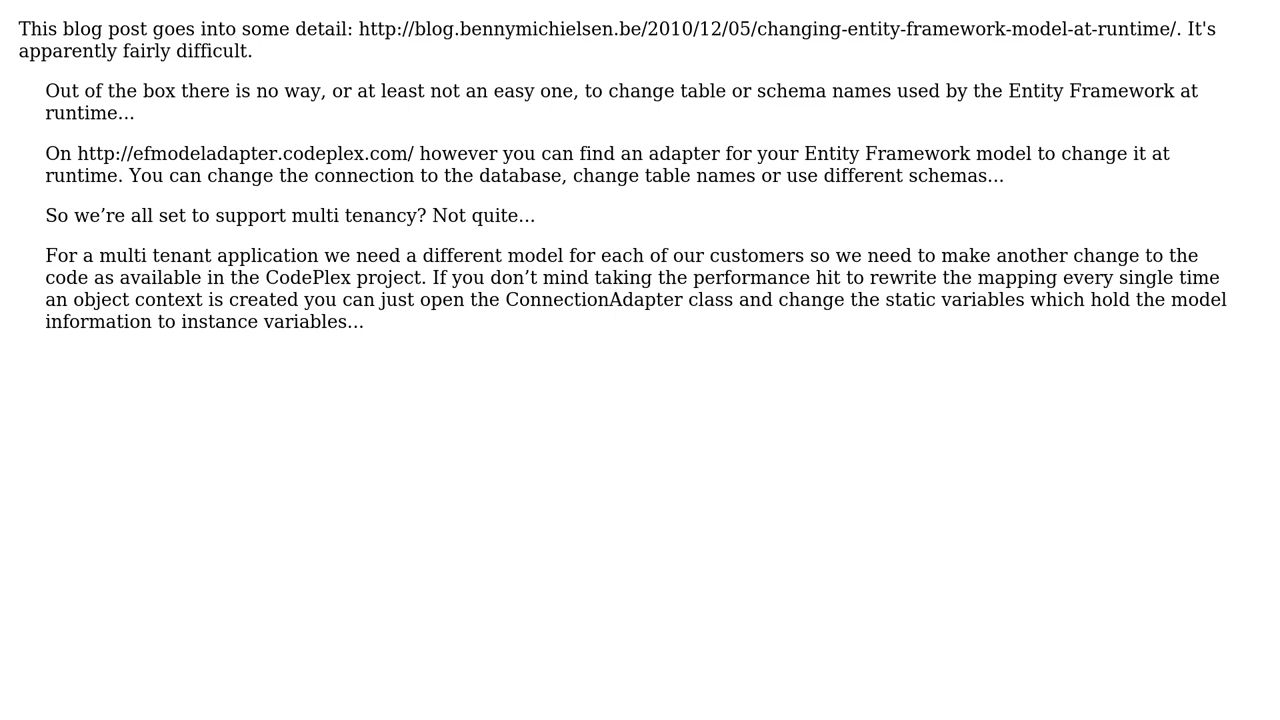 This blog post goes into some detail: http://blog.bennymichielsen.be/2010/12/05/changing-entity-framework-model-at-runtime/. It's
apparently fairly difficult.
Out of the box there is no way, or at least not an easy one, to change table or schema names used by the Entity Framework at
runtime...
On http://efmodeladapter.codeplex.com/ however you can find an adapter for your Entity Framework model to change it at
runtime. You can change the connection to the database, change table names or use different schemas...
So we’re all set to support multi tenancy? Not quite...
For a multi tenant application we need a different model for each of our customers so we need to make another change to the
code as available in the CodePlex project. If you don’t mind taking the performance hit to rewrite the mapping every single time
an object context is created you can just open the ConnectionAdapter class and change the static variables which hold the model
information to instance variables...